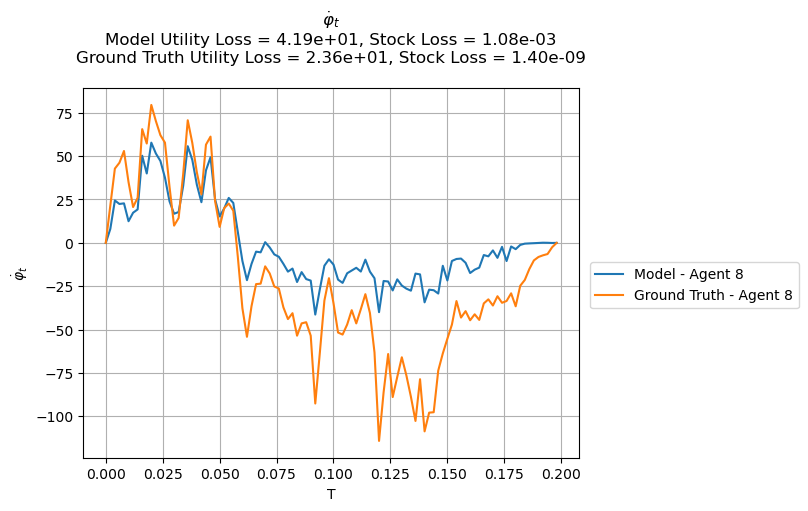 φ̇_t
Model Utility Loss = 4.19e+01, Stock Loss = 1.08e-03
Ground Truth Utility Loss = 2.36e+01, Stock Loss = 1.40e-09
75
50
25
0
−25
−50
−75
−100
φ̇_t
0.000 0.025 0.050 0.075 0.100 0.125 0.150 0.175 0.200
T
Model - Agent 8
Ground Truth - Agent 8